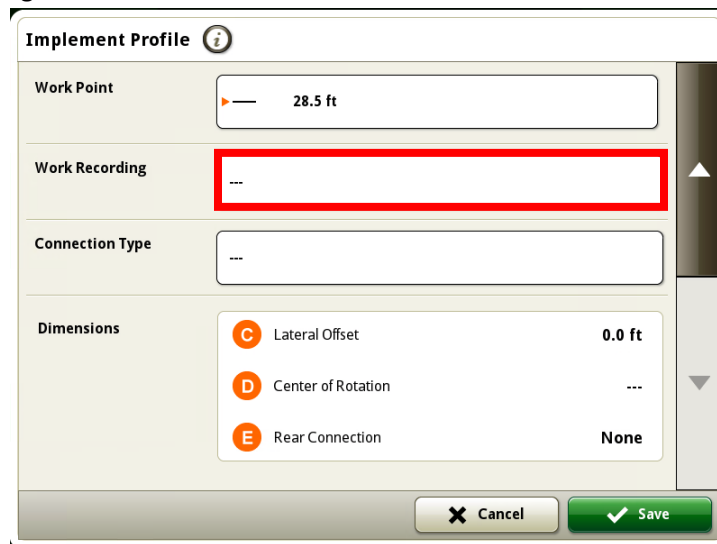 Implement Profile i
Work Point
28.5 ft
Work Recording
---
Connection Type
---
Dimensions
C Lateral Offset 0.0 ft
D Center of Rotation ---
E Rear Connection None
Cancel Save